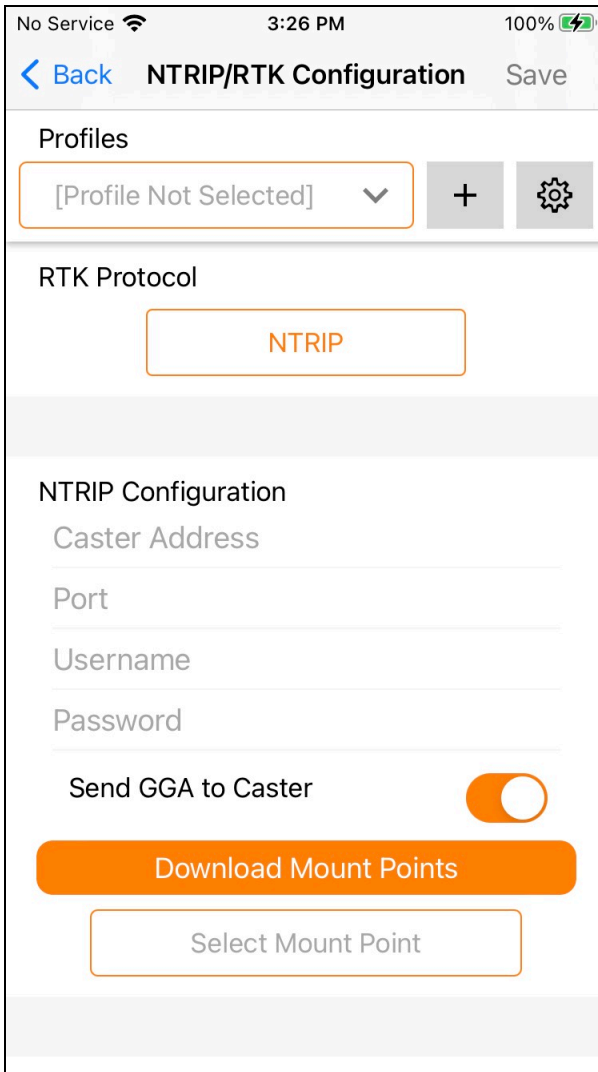 No Service 3:26 PM 100%
Back NTRIP/RTK Configuration Save
Profiles
[Profile Not Selected] +
RTK Protocol
NTRIP
NTRIP Configuration
Caster Address
Port
Username
Password
Send GGA to Caster
Download Mount Points
Select Mount Point